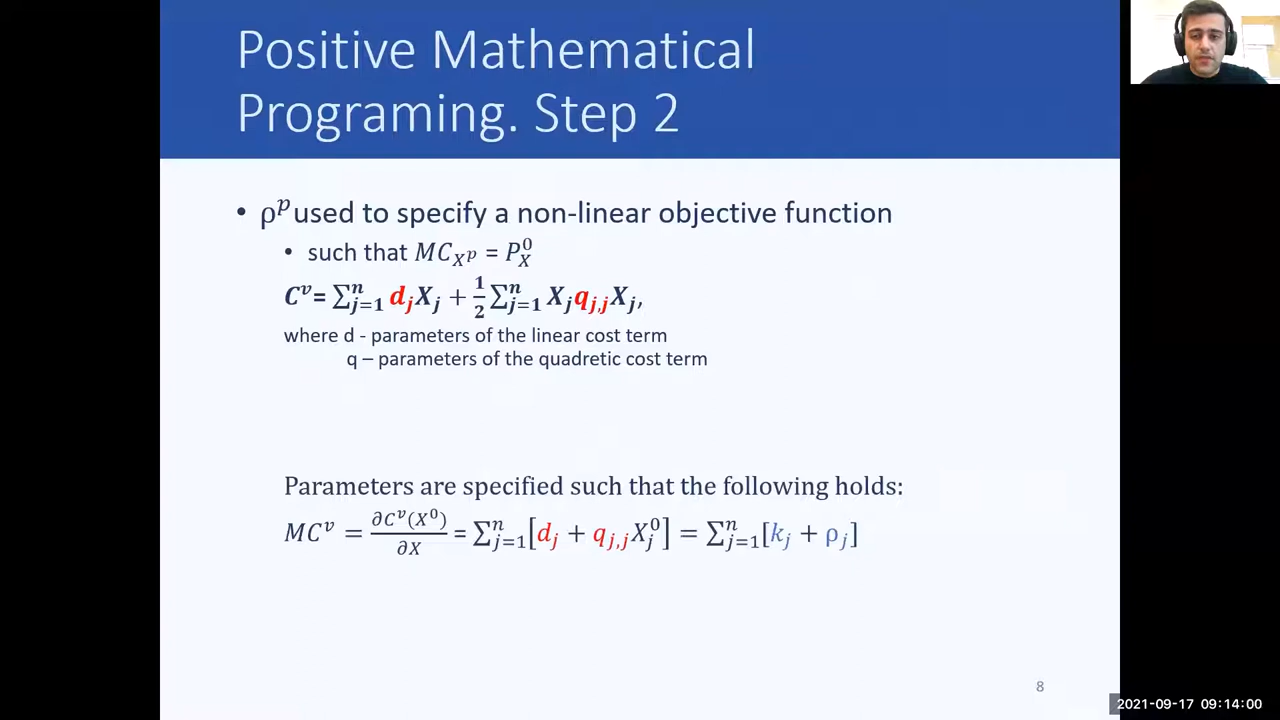 Positive Mathematical
Programing. Step 2
• ρ^p used to specify a non-linear objective function
• such that MC_{X^p} = P_X^0
C^v = ∑_{j=1}^n d_j X_j + 1/2 ∑_{j=1}^n X_j q_{j,j} X_j,
where d - parameters of the linear cost term
q – parameters of the quadretic cost term
Parameters are specified such that the following holds:
MC^v = ∂C^v(X^0)/∂X = ∑_{j=1}^n [d_j + q_{j,j} X_j^0] = ∑_{j=1}^n [k_j + ρ_j]
8
2021-09-17 09:14:00